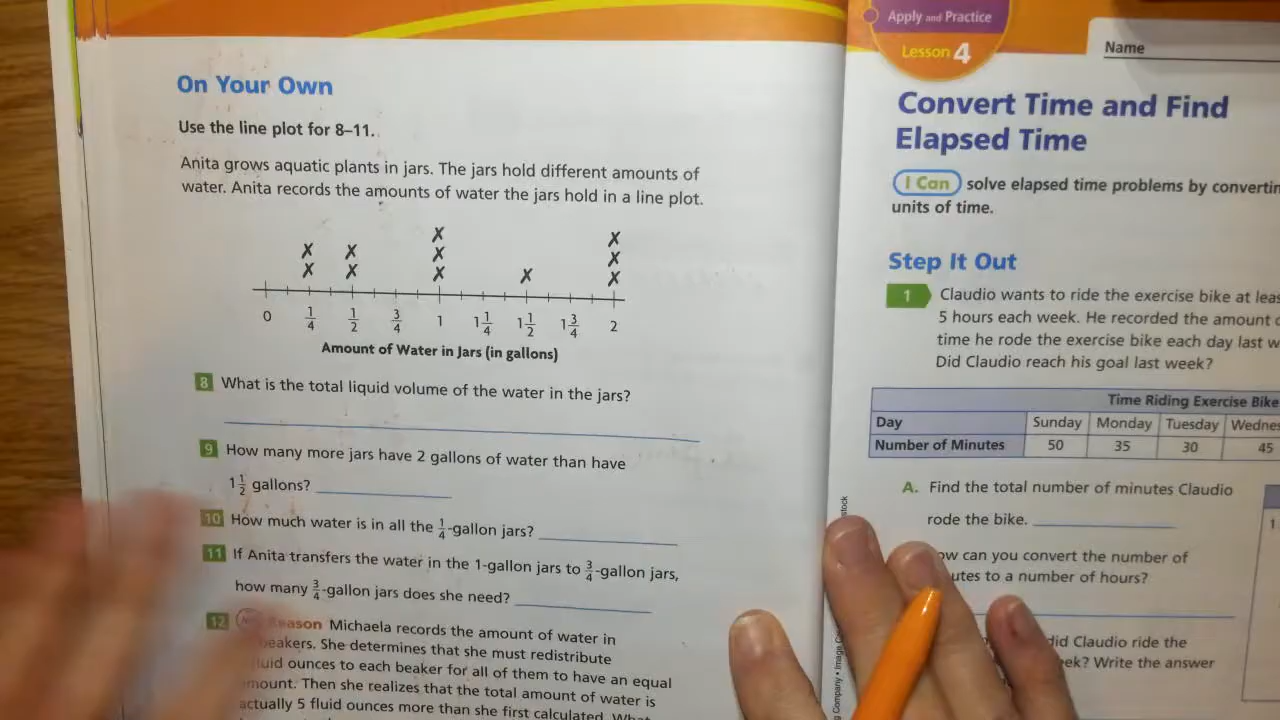 On Your Own
Use the line plot for 8–11.
Anita grows aquatic plants in jars. The jars hold different amounts of
water. Anita records the amounts of water the jars hold in a line plot.
X X X X X X X X X X X
0 1/4 1/2 3/4 1 1 1/4 1 1/2 1 3/4 2
Amount of Water in Jars (in gallons)
8 What is the total liquid volume of the water in the jars?
9 How many more jars have 2 gallons of water than have
1 1/2 gallons?
10 How much water is in all the 1/4-gallon jars?
11 If Anita transfers the water in the 1-gallon jars to 3/4-gallon jars,
how many 3/4-gallon jars does she need?
12 Reason Michaela records the amount of water in
beakers. She determines that she must redistribute
fluid ounces to each beaker for all of them to have an equal
amount. Then she realizes that the total amount of water is
actually 5 fluid ounces more than she first calculated. What
Apply and Practice
Lesson 4
Name
Convert Time and Find
Elapsed Time
I Can solve elapsed time problems by
units of time.
Step It Out
1 Claudio wants to ride the exercise bike at
5 hours each week. He recorded the amount
time he rode the exercise bike each day last
Did Claudio reach his goal last week?
Time Riding Exercise Bike
Day Sunday Monday Tuesday
Number of Minutes 50 35 30 45
A. Find the total number of minutes Claudio
rode the bike.
can you convert the number of
to a number of hours?
did Claudio ride the
Write the answer
Company • Image